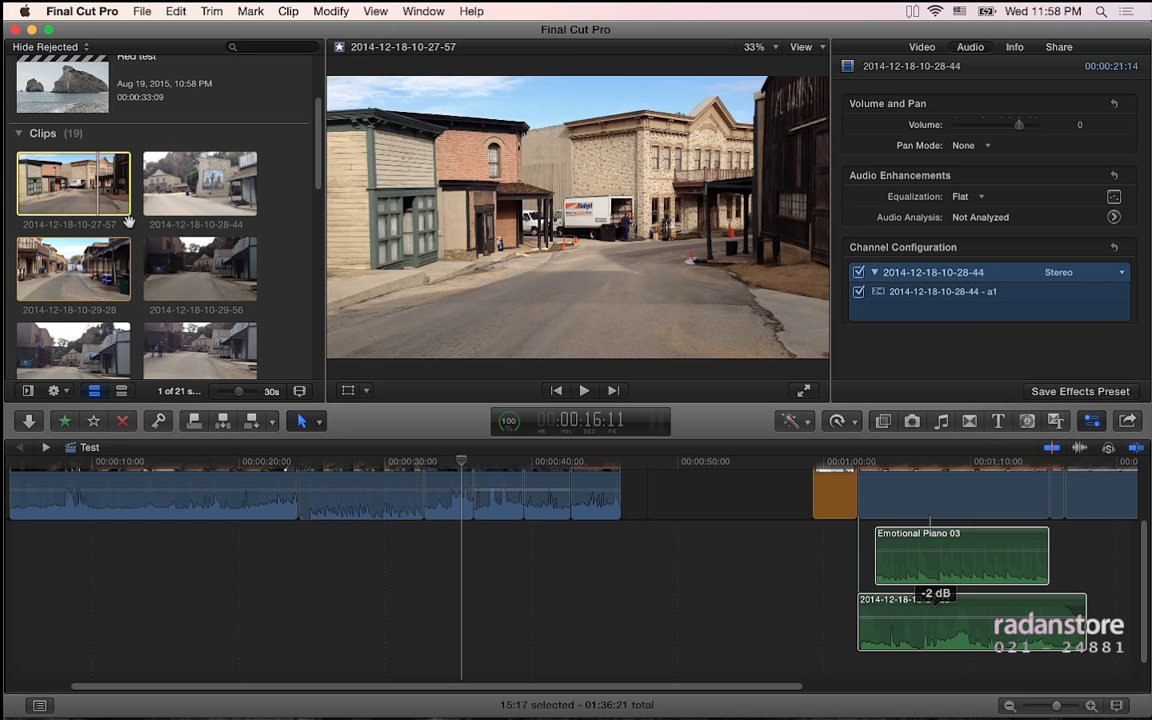 Final Cut Pro File Edit Trim Mark Clip Modify View Window Help Wed 11:58 PM
Final Cut Pro
Hide Rejected
2014-12-18-10-27-57 33% View
Video Audio Info Share
Red test
Aug 19, 2015, 10:58 PM
00:00:33:09
Clips (19)
2014-12-18-10-27-57 2014-12-18-10-28-44
2014-12-18-10-29-28 2014-12-18-10-29-56
1 of 21 s... 30s
2014-12-18-10-28-44 00:00:21:14
Volume and Pan
Volume: 0
Pan Mode: None
Audio Enhancements
Equalization: Flat
Audio Analysis: Not Analyzed
Channel Configuration
2014-12-18-10-28-44 Stereo
2014-12-18-10-28-44 - a1
Save Effects Preset
100 00:00:16:11
HR MIN SEC FR
Test
00:00:10:00 00:00:20:00 00:00:30:00 00:00:40:00 00:00:50:00 00:01:00:00 00:01:10:00
Emotional Piano 03
-2 dB
2014-12-18-1
radanstore
021 - 24881
15:17 selected - 01:36:21 total